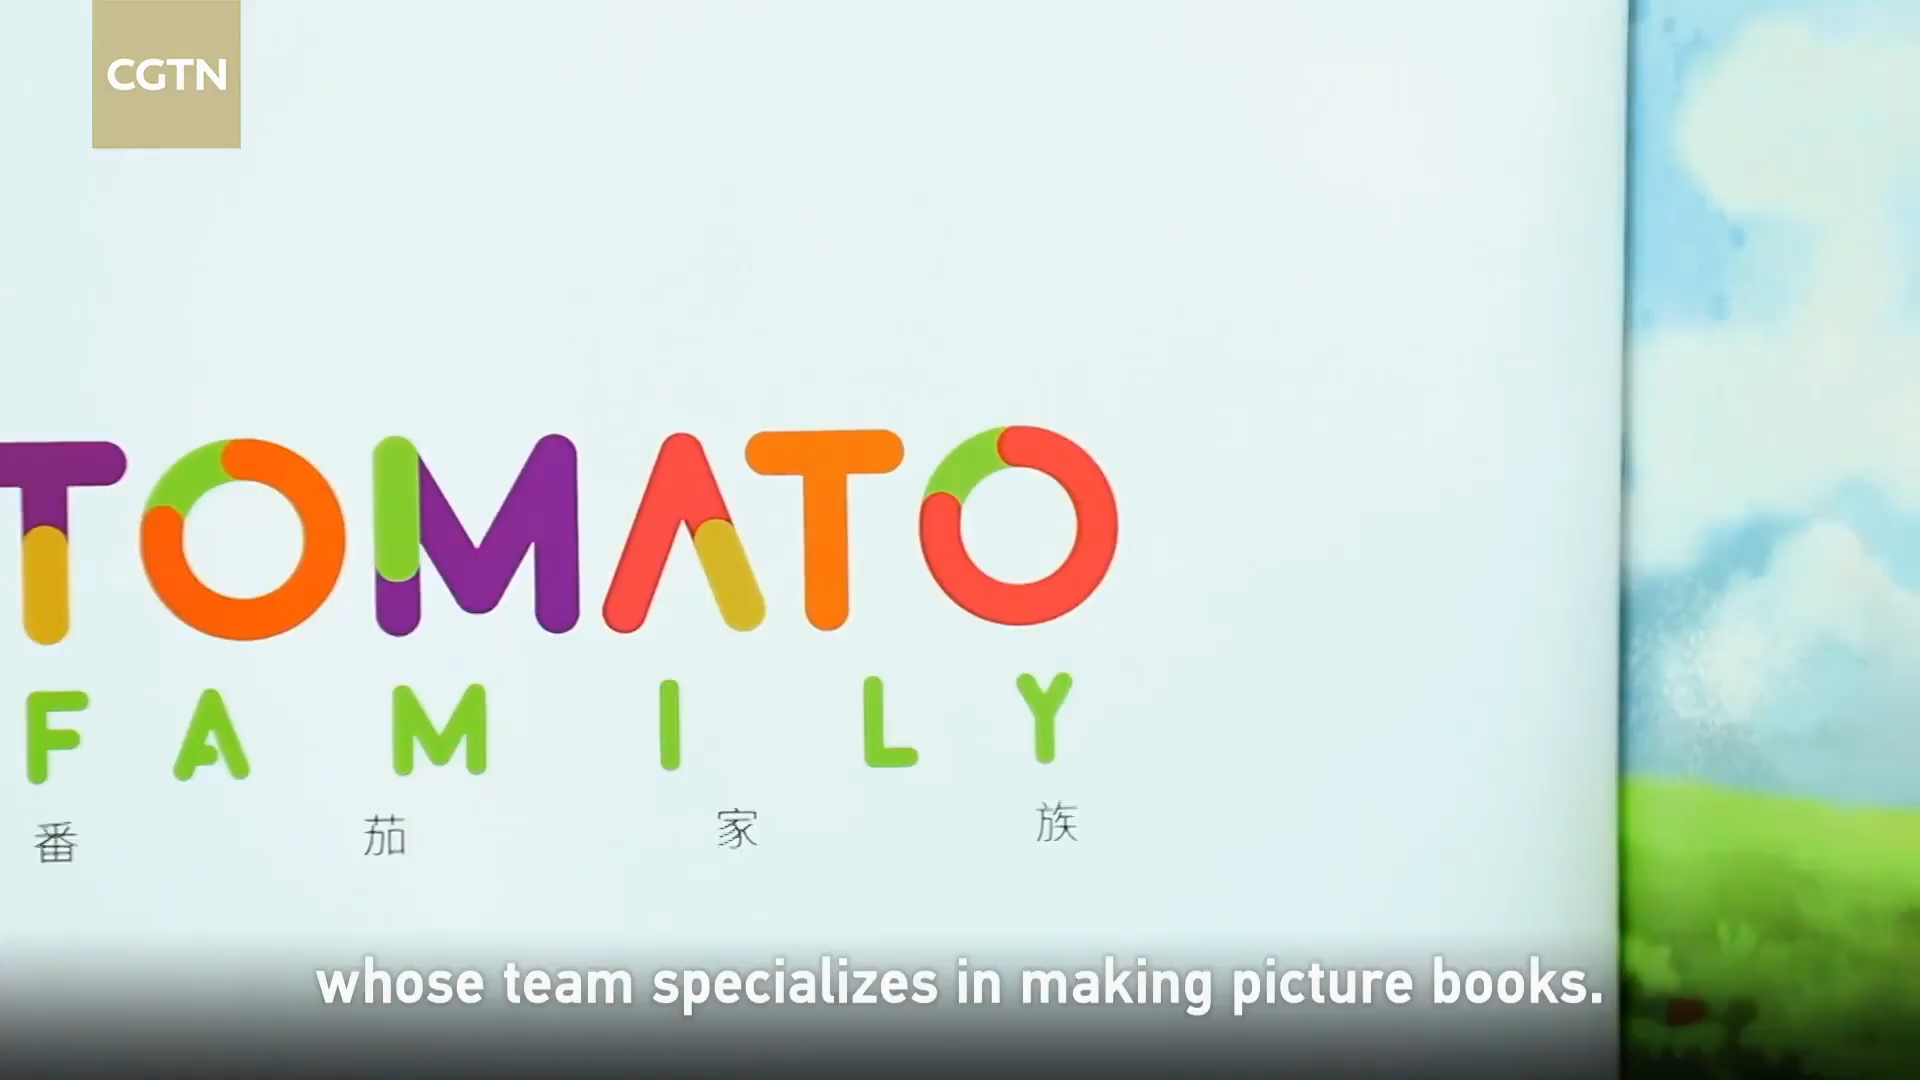 CGTN
TOMATO
FAMILY
番茄家族
whose team specializes in making picture books.